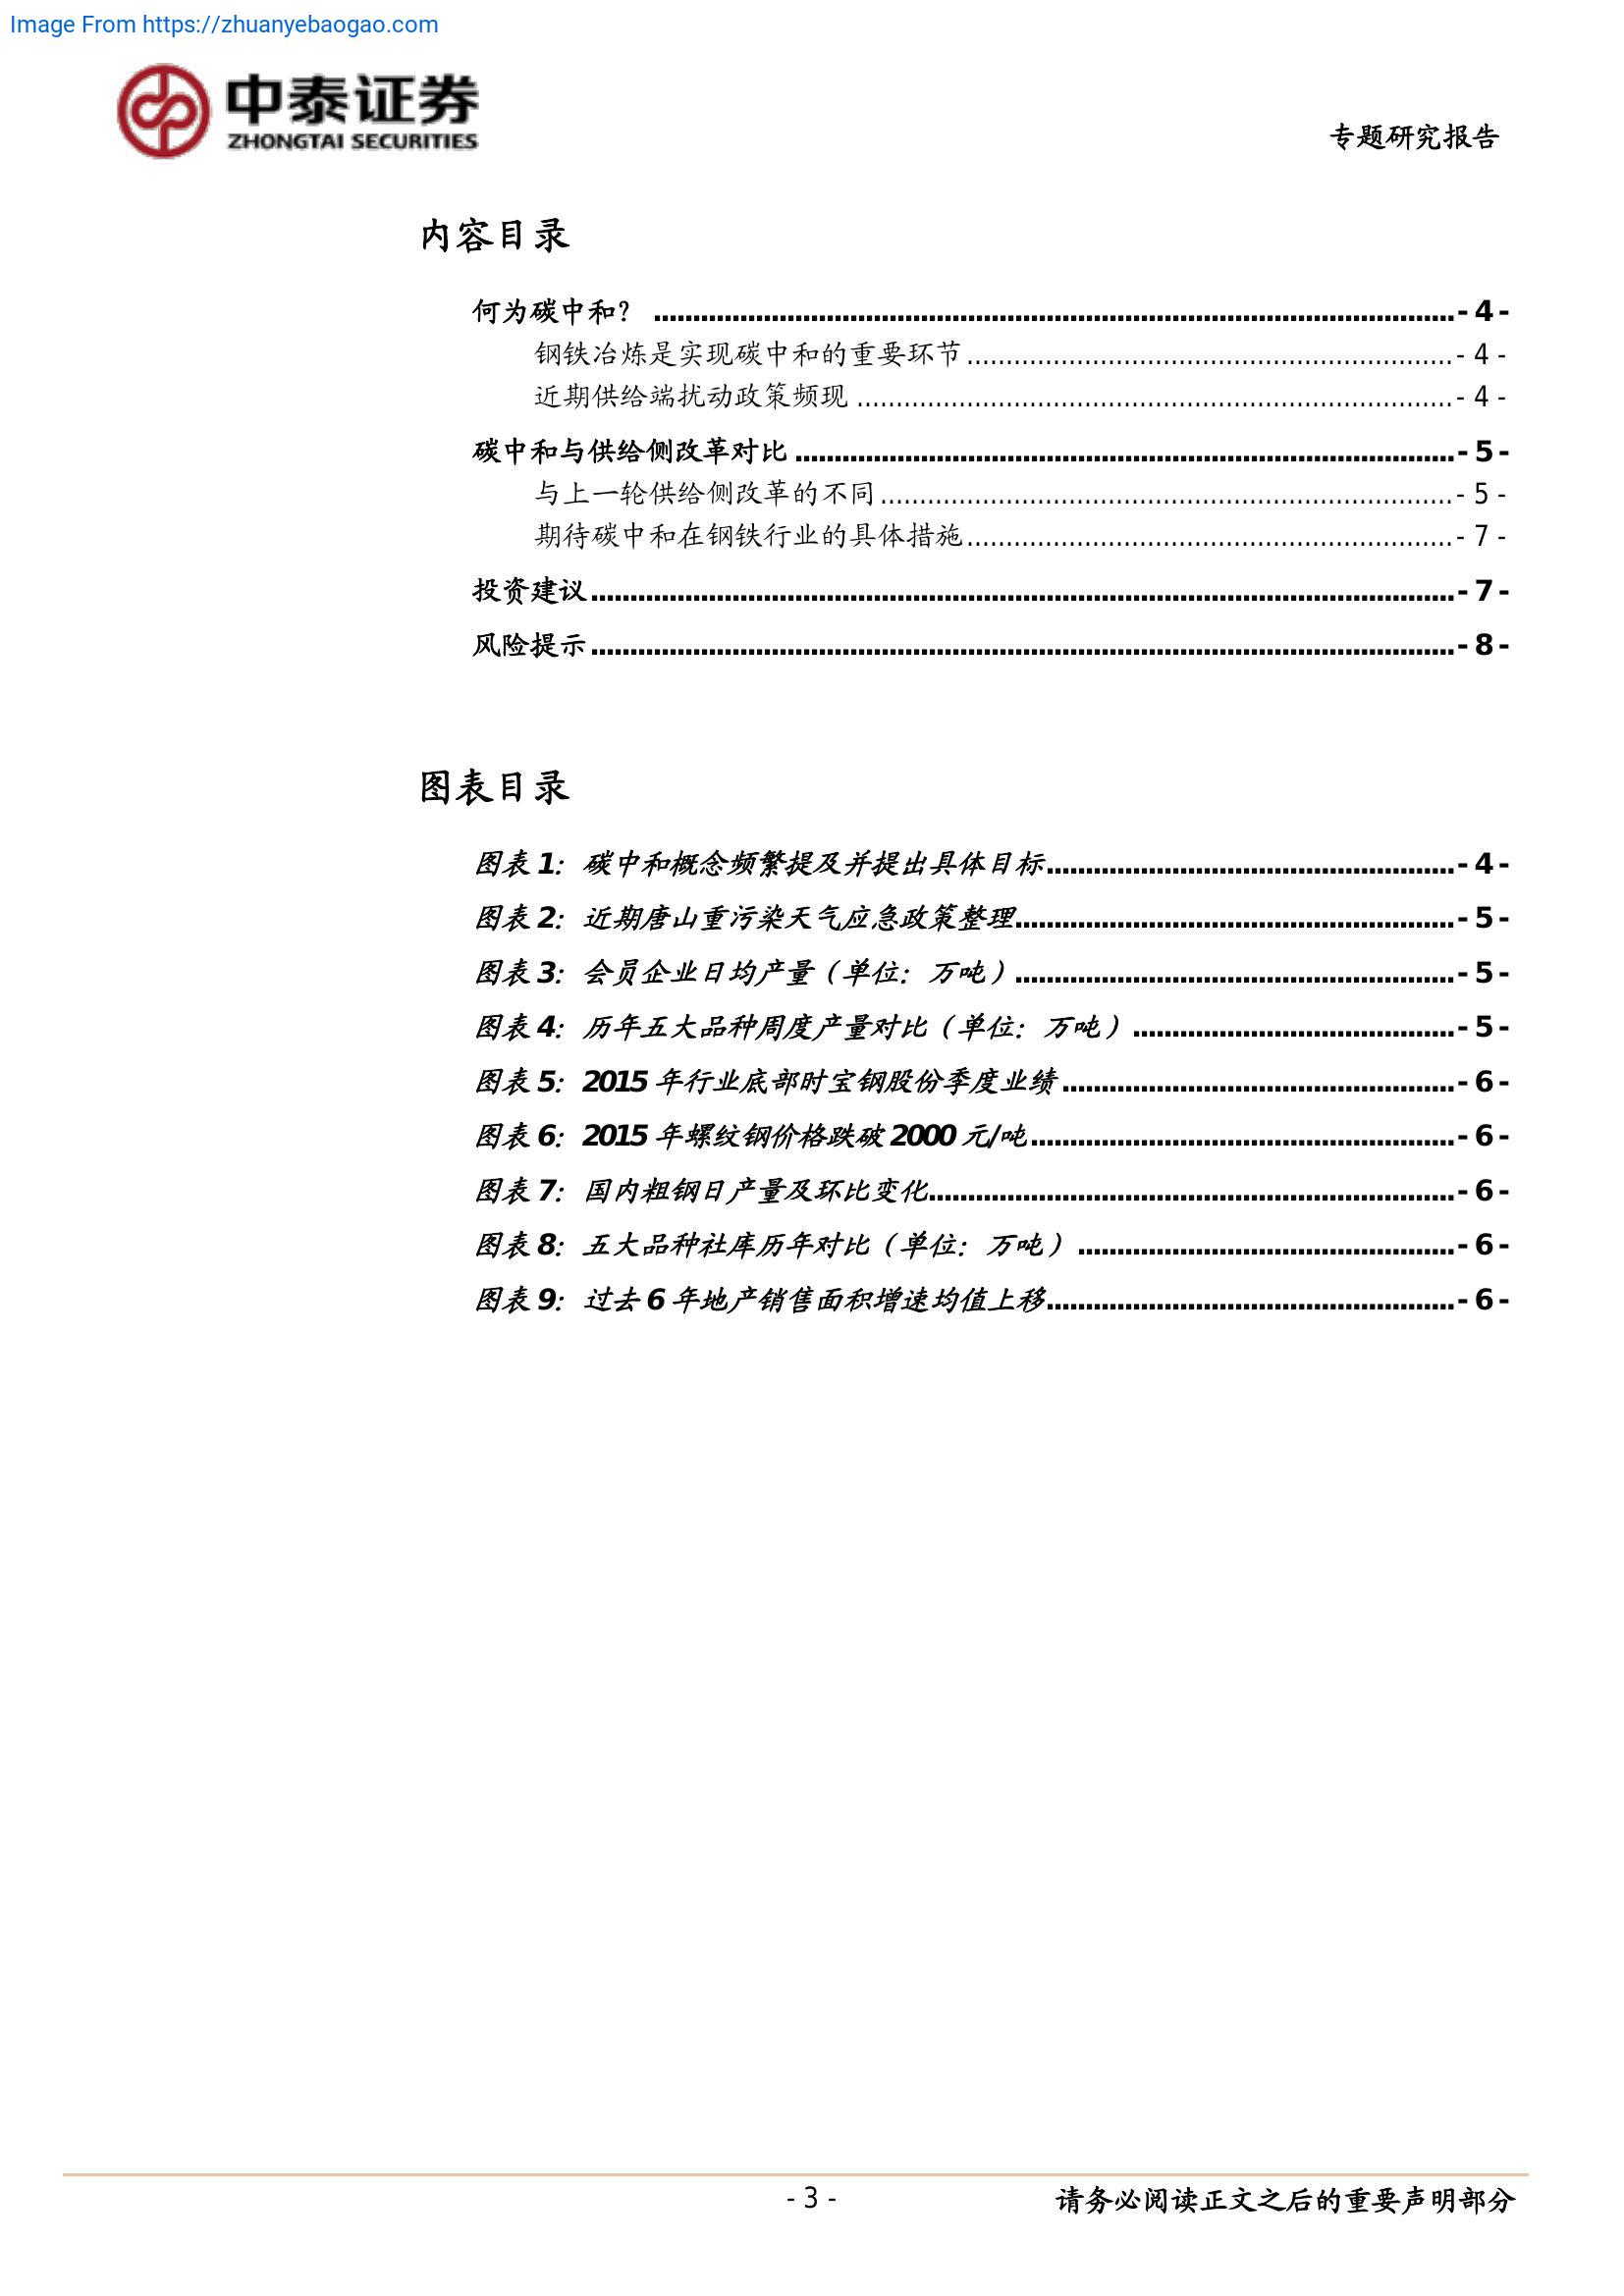 Image From https://zhuanyebaogao.com
中泰证券
ZHONGTAI SECURITIES
专题研究报告
内容目录
何为碳中和? ........................................................................................................- 4 -
钢铁冶炼是实现碳中和的重要环节..............................................................- 4 -
近期供给端扰动政策频现 ............................................................................- 4 -
碳中和与供给侧改革对比 ......................................................................................- 5 -
与上一轮供给侧改革的不同.........................................................................- 5 -
期待碳中和在钢铁行业的具体措施..............................................................- 7 -
投资建议.................................................................................................................- 7 -
风险提示.................................................................................................................- 8 -
图表目录
图表 1：碳中和概念频繁提及并提出具体目标.....................................................- 4 -
图表 2：近期唐山重污染天气应急政策整理.........................................................- 5 -
图表 3：会员企业日均产量（单位：万吨）.........................................................- 5 -
图表 4：历年五大品种周度产量对比（单位：万吨）..........................................- 5 -
图表 5：2015 年行业底部时宝钢股份季度业绩 ...................................................- 6 -
图表 6：2015 年螺纹钢价格跌破 2000 元/吨.......................................................- 6 -
图表 7：国内粗钢日产量及环比变化....................................................................- 6 -
图表 8：五大品种社库历年对比（单位：万吨） .................................................- 6 -
图表 9：过去 6 年地产销售面积增速均值上移.....................................................- 6 -
- 3 -
请务必阅读正文之后的重要声明部分